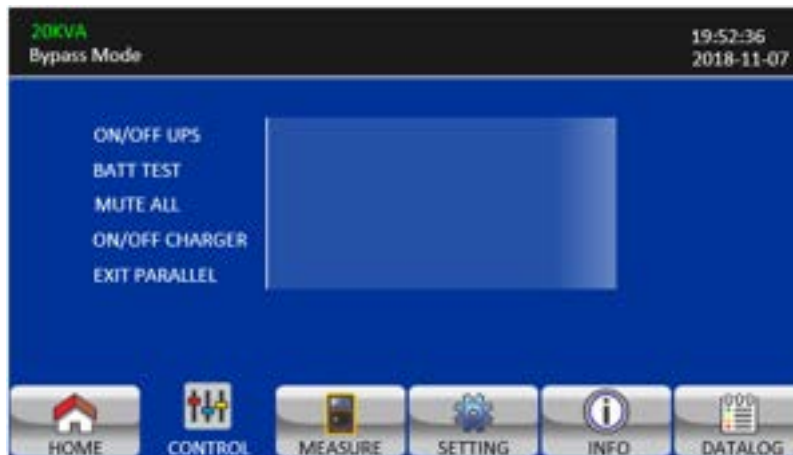 20KVA
Bypass Mode
19:52:36
2018-11-07
ON/OFF UPS
BATT TEST
MUTE ALL
ON/OFF CHARGER
EXIT PARALLEL
HOME
CONTROL
MEASURE
SETTING
INFO
DATALOG